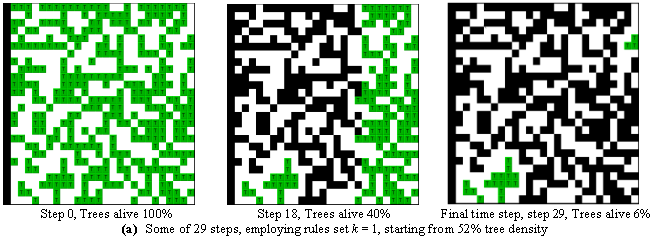 Step 0, Trees alive 100%
Step 18, Trees alive 40%
Final time step, step 29, Trees alive 6%
(a) Some of 29 steps, employing rules set k = 1, starting from 52% tree density